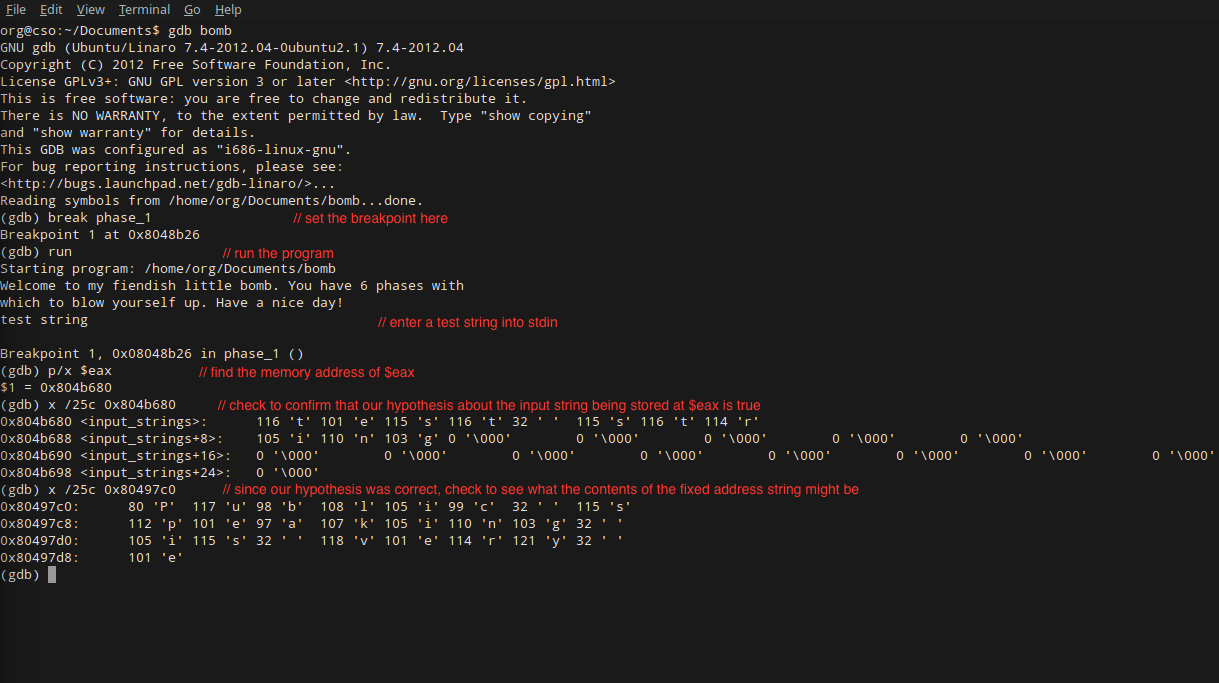 File Edit View Terminal Go Help
org@cso:~/Documents$ gdb bomb
GNU gdb (Ubuntu/Linaro 7.4-2012.04-0ubuntu2.1) 7.4-2012.04
Copyright (C) 2012 Free Software Foundation, Inc.
License GPLv3+: GNU GPL version 3 or later <http://gnu.org/licenses/gpl.html>
This is free software: you are free to change and redistribute it.
There is NO WARRANTY, to the extent permitted by law.  Type "show copying"
and "show warranty" for details.
This GDB was configured as "i686-linux-gnu".
For bug reporting instructions, please see:
<http://bugs.launchpad.net/gdb-linaro/>...
Reading symbols from /home/org/Documents/bomb...done.
(gdb) break phase_1 // set the breakpoint here
Breakpoint 1 at 0x8048b26
(gdb) run // run the program
Starting program: /home/org/Documents/bomb
Welcome to my fiendish little bomb. You have 6 phases with
which to blow yourself up. Have a nice day!
test string // enter a test string into stdin
Breakpoint 1, 0x08048b26 in phase_1 ()
(gdb) p/x $eax // find the memory address of $eax
$1 = 0x804b680
(gdb) x /25c 0x804b680 // check to confirm that our hypothesis about the input string being stored at $eax is true
0x804b680 <input_strings>: 116 't' 101 'e' 115 's' 116 't' 32 ' ' 115 's' 116 't' 114 'r'
0x804b688 <input_strings+8>: 105 'i' 110 'n' 103 'g' 0 '\000' 0 '\000' 0 '\000' 0 '\000' 0 '\000'
0x804b690 <input_strings+16>: 0 '\000' 0 '\000' 0 '\000' 0 '\000' 0 '\000' 0 '\000' 0 '\000' 0 '\000'
0x804b698 <input_strings+24>: 0 '\000'
(gdb) x /25c 0x80497c0 // since our hypothesis was correct, check to see what the contents of the fixed address string might be
0x80497c0: 80 'P' 117 'u' 98 'b' 108 'l' 105 'i' 99 'c' 32 ' ' 115 's'
0x80497c8: 112 'p' 101 'e' 97 'a' 107 'k' 105 'i' 110 'n' 103 'g' 32 ' '
0x80497d0: 105 'i' 115 's' 32 ' ' 118 'v' 101 'e' 114 'r' 121 'y' 32 ' '
0x80497d8: 101 'e'
(gdb)